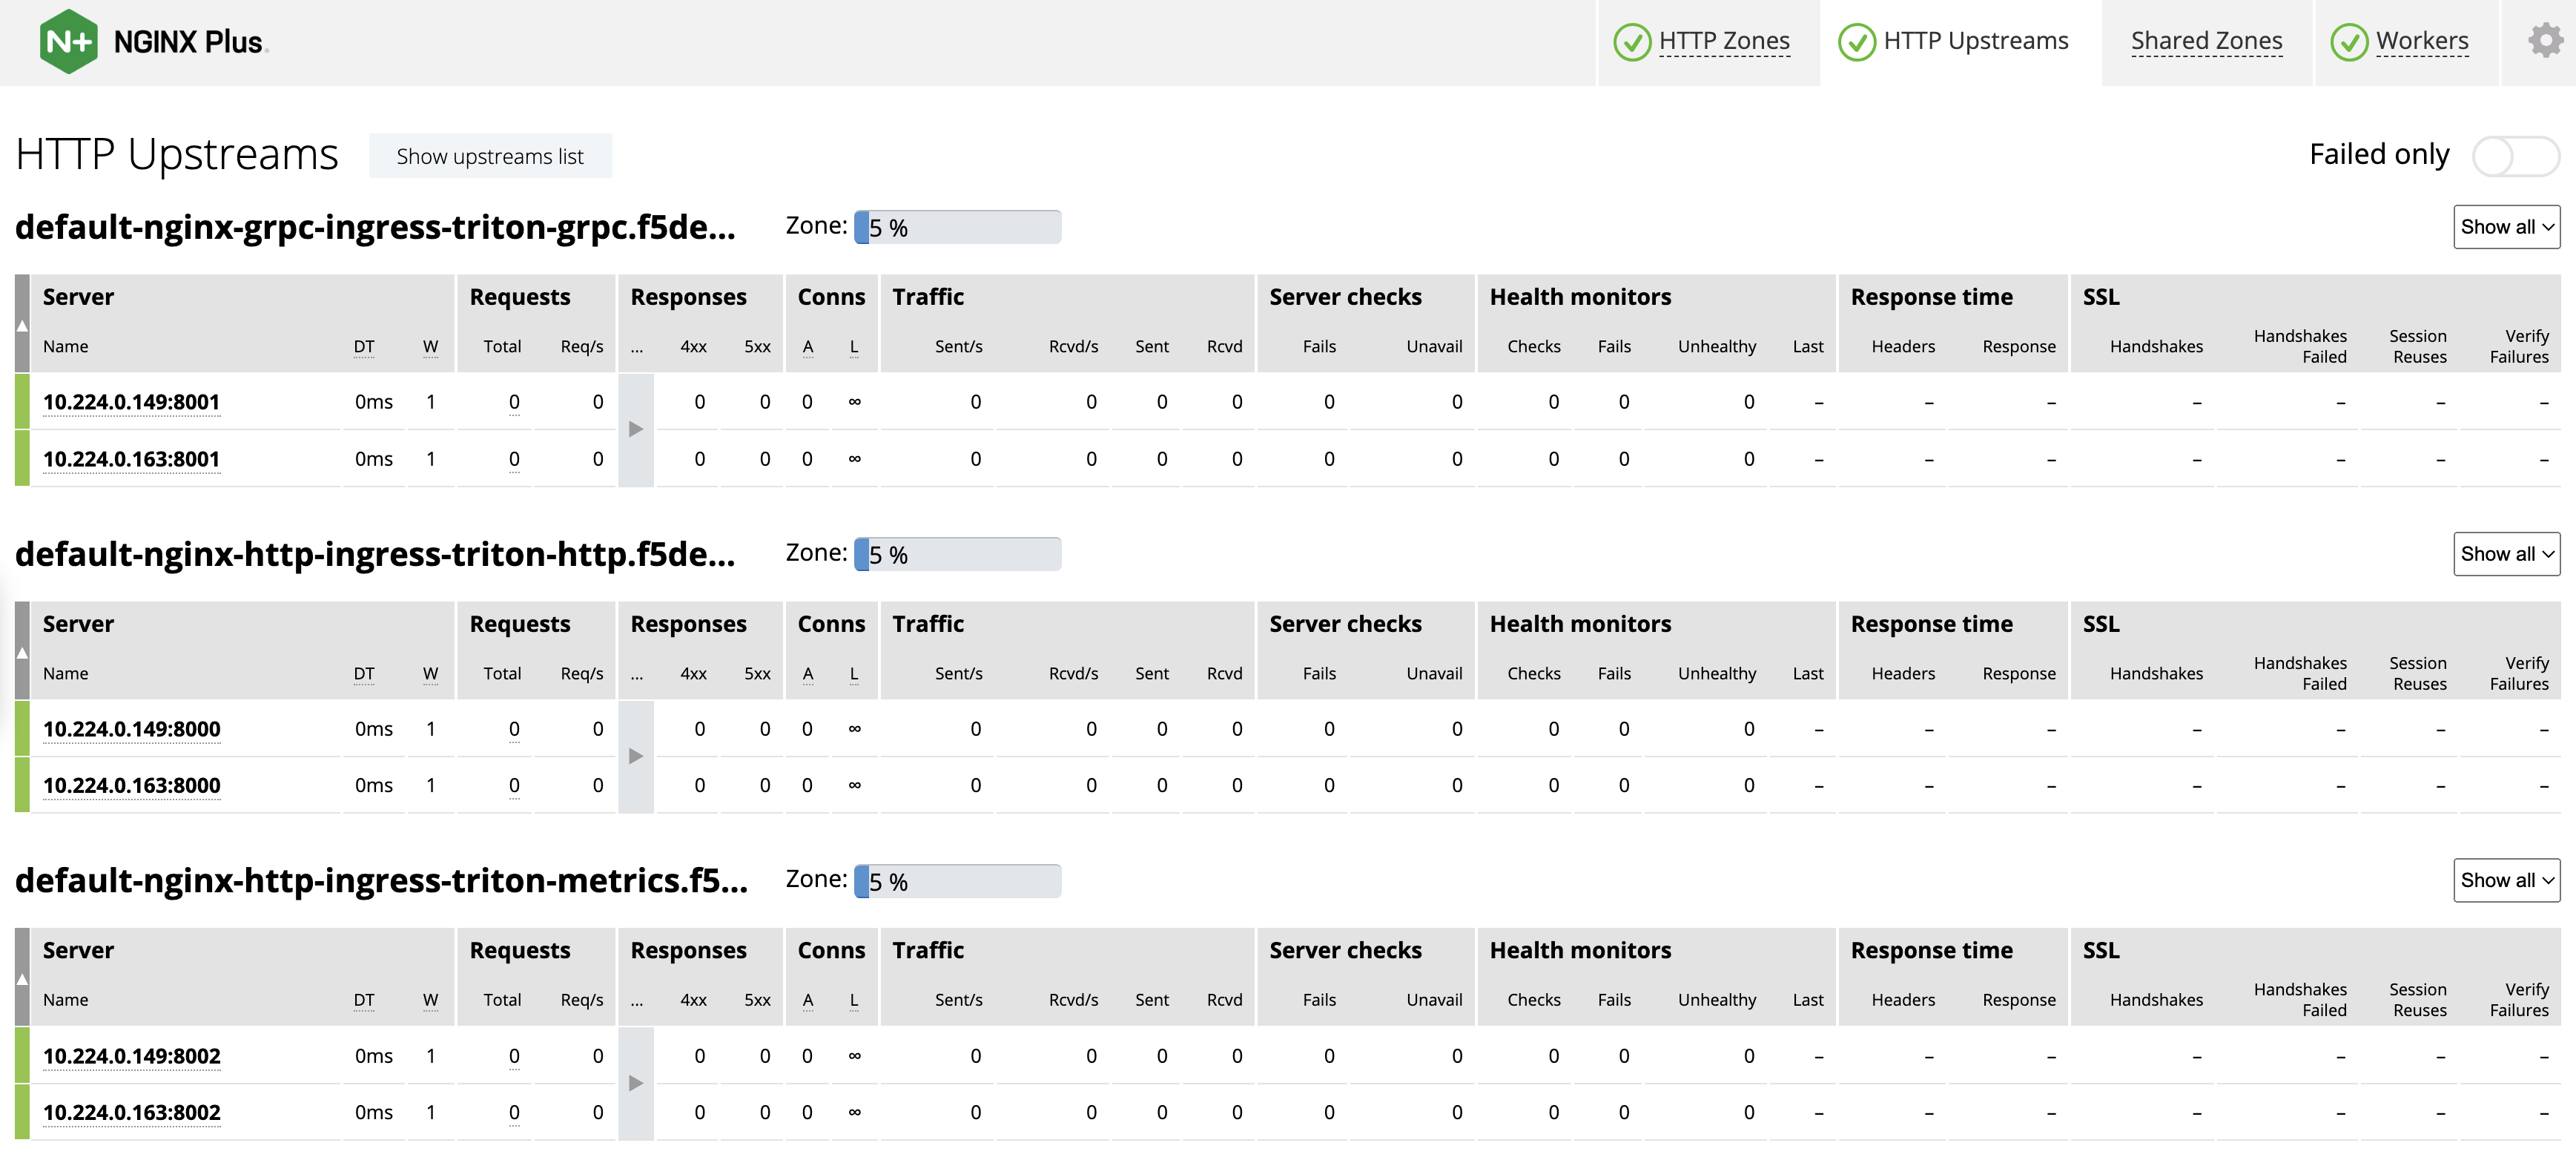 N+ NGINX Plus.
HTTP Zones HTTP Upstreams Shared Zones Workers
HTTP Upstreams Show upstreams list Failed only
default-nginx-grpc-ingress-triton-grpc.f5de... Zone: 5 % Show all
Server Requests Responses Conns Traffic Server checks Health monitors Response time SSL
Name DT W Total Req/s ... 4xx 5xx A L Sent/s Rcvd/s Sent Rcvd Fails Unavail Checks Fails Unhealthy Last Headers Response Handshakes Handshakes Failed Session Reuses Verify Failures
10.224.0.149:8001 0ms 1 0 0 0 0 0 ∞ 0 0 0 0 0 0 0 0 0 – – – – – – –
10.224.0.163:8001 0ms 1 0 0 0 0 0 ∞ 0 0 0 0 0 0 0 0 0 – – – – – – –
default-nginx-http-ingress-triton-http.f5de... Zone: 5 % Show all
Server Requests Responses Conns Traffic Server checks Health monitors Response time SSL
Name DT W Total Req/s ... 4xx 5xx A L Sent/s Rcvd/s Sent Rcvd Fails Unavail Checks Fails Unhealthy Last Headers Response Handshakes Handshakes Failed Session Reuses Verify Failures
10.224.0.149:8000 0ms 1 0 0 0 0 0 ∞ 0 0 0 0 0 0 0 0 0 – – – – – – –
10.224.0.163:8000 0ms 1 0 0 0 0 0 ∞ 0 0 0 0 0 0 0 0 0 – – – – – – –
default-nginx-http-ingress-triton-metrics.f5... Zone: 5 % Show all
Server Requests Responses Conns Traffic Server checks Health monitors Response time SSL
Name DT W Total Req/s ... 4xx 5xx A L Sent/s Rcvd/s Sent Rcvd Fails Unavail Checks Fails Unhealthy Last Headers Response Handshakes Handshakes Failed Session Reuses Verify Failures
10.224.0.149:8002 0ms 1 0 0 0 0 0 ∞ 0 0 0 0 0 0 0 0 0 – – – – – – –
10.224.0.163:8002 0ms 1 0 0 0 0 0 ∞ 0 0 0 0 0 0 0 0 0 – – – – – – –